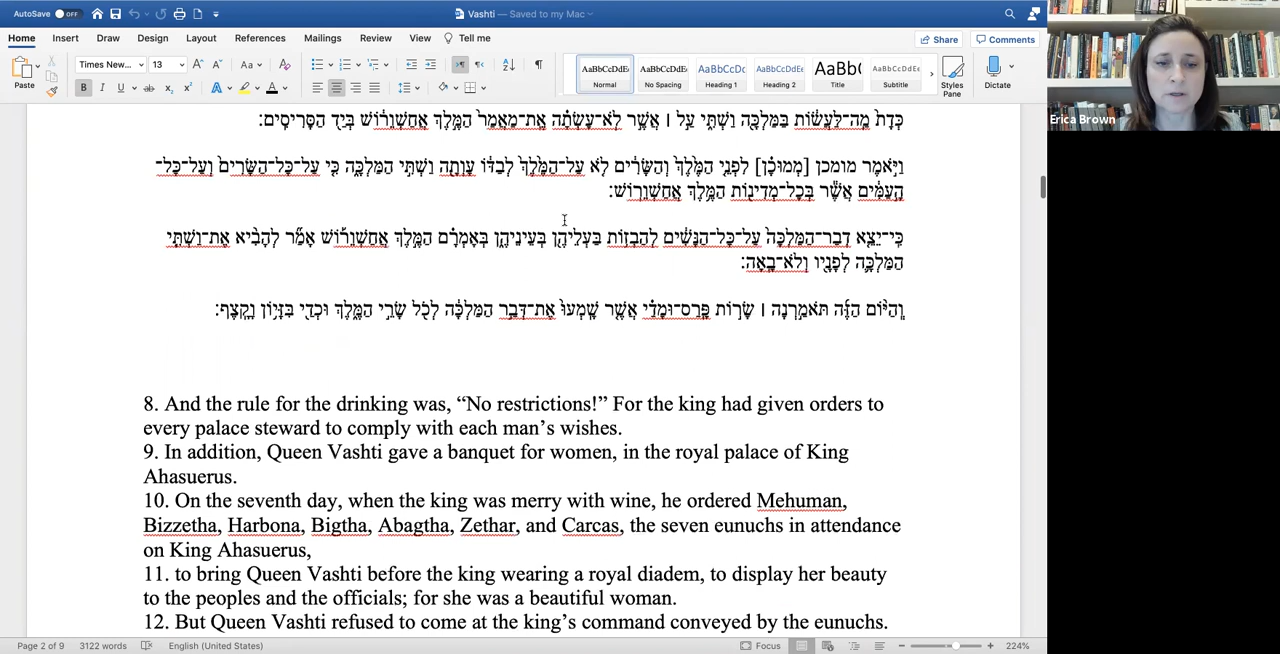 AutoSave OFF
Vashti — Saved to my Mac
Home Insert Draw Design Layout References Mailings Review View Tell me
Share Comments
Times New... 13
Paste
AaBbCcDdE AaBbCcDdE AaBbCcDc AaBbCcDdE AaBb( AaBbCcDdE
Normal No Spacing Heading 1 Heading 2 Title Subtitle
Styles Pane
Dictate
Erica Brown
כְּדָת֙ מַֽה־לַּעֲשׂ֔וֹת בַּמַּלְכָּ֖ה וַשְׁתִּ֑י עַ֣ל ׀ אֲשֶׁ֣ר לֹֽא־עָשְׂתָ֗ה אֶֽת־מַאֲמַר֙ הַמֶּ֣לֶךְ אֲחַשְׁוֵר֔וֹשׁ בְּיַ֖ד הַסָּרִיסִֽים׃
וַיֹּ֣אמֶר מומכן [מְמוּכָ֗ן] לִפְנֵ֤י הַמֶּ֙לֶךְ֙ וְהַשָּׂרִ֔ים לֹ֤א עַל־הַמֶּ֙לֶךְ֙ לְבַדּ֔וֹ עָוְתָ֖ה וַשְׁתִּ֣י הַמַּלְכָּ֑ה כִּ֤י עַל־כָּל־הַשָּׂרִים֙ וְעַל־כָּל־
הָ֣עַמִּ֔ים אֲשֶׁ֕ר בְּכָל־מְדִינ֖וֹת הַמֶּ֥לֶךְ אֲחַשְׁוֵרֽוֹשׁ׃
כִּֽי־יֵצֵ֤א דְבַר־הַמַּלְכָּה֙ עַל־כָּל־הַנָּשִׁ֔ים לְהַבְז֥וֹת בַּעְלֵיהֶ֖ן בְּעֵינֵיהֶ֑ן בְּאָמְרָ֗ם הַמֶּ֣לֶךְ אֲחַשְׁוֵר֡וֹשׁ אָמַ֞ר לְהָבִ֨יא אֶת־וַשְׁתִּ֧י
הַמַּלְכָּ֛ה לְפָנָ֖יו וְלֹא־בָֽאָה׃
וְֽהַיּ֨וֹם הַזֶּ֜ה תֹּאמַ֣רְנָה ׀ שָׂר֣וֹת פָּֽרַס־וּמָדַ֗י אֲשֶׁ֤ר שָֽׁמְעוּ֙ אֶת־דְּבַ֣ר הַמַּלְכָּ֔ה לְכֹ֖ל שָׂרֵ֣י הַמֶּ֑לֶךְ וּכְדַ֖י בִּזָּי֥וֹן וָקָֽצֶף׃
8. And the rule for the drinking was, “No restrictions!” For the king had given orders to
every palace steward to comply with each man’s wishes.
9. In addition, Queen Vashti gave a banquet for women, in the royal palace of King
Ahasuerus.
10. On the seventh day, when the king was merry with wine, he ordered Mehuman,
Bizzetha, Harbona, Bigtha, Abagtha, Zethar, and Carcas, the seven eunuchs in attendance
on King Ahasuerus,
11. to bring Queen Vashti before the king wearing a royal diadem, to display her beauty
to the peoples and the officials; for she was a beautiful woman.
12. But Queen Vashti refused to come at the king’s command conveyed by the eunuchs.
Page 2 of 9 3122 words English (United States) Focus 224%